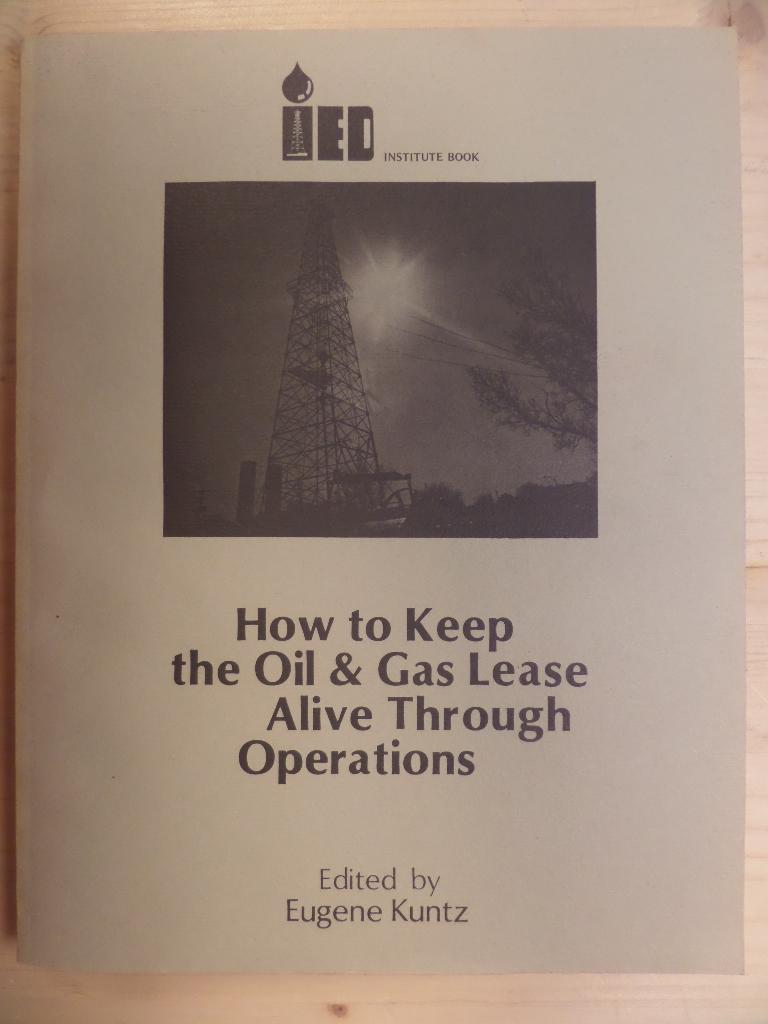 iED INSTITUTE BOOK
How to Keep
the Oil & Gas Lease
Alive Through
Operations
Edited by
Eugene Kuntz